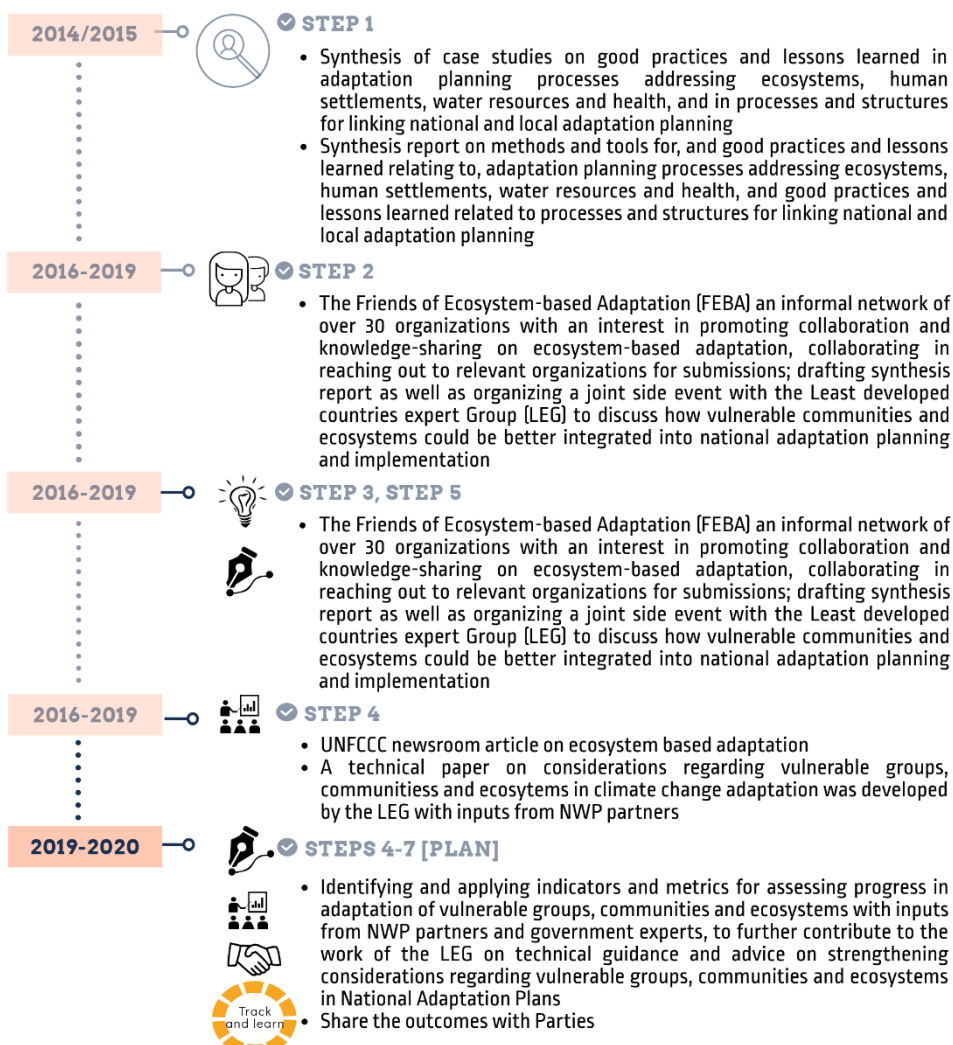 2014/2015
STEP 1
• Synthesis of case studies on good practices and lessons learned in
adaptation planning processes addressing ecosystems, human
settlements, water resources and health, and in processes and structures
for linking national and local adaptation planning
• Synthesis report on methods and tools for, and good practices and lessons
learned relating to, adaptation planning processes addressing ecosystems,
human settlements, water resources and health, and good practices and
lessons learned related to processes and structures for linking national and
local adaptation planning
2016-2019
STEP 2
• The Friends of Ecosystem-based Adaptation (FEBA) an informal network of
over 30 organizations with an interest in promoting collaboration and
knowledge-sharing on ecosystem-based adaptation, collaborating in
reaching out to relevant organizations for submissions; drafting synthesis
report as well as organizing a joint side event with the Least developed
countries expert Group (LEG) to discuss how vulnerable communities and
ecosystems could be better integrated into national adaptation planning
and implementation
2016-2019
STEP 3, STEP 5
• The Friends of Ecosystem-based Adaptation (FEBA) an informal network of
over 30 organizations with an interest in promoting collaboration and
knowledge-sharing on ecosystem-based adaptation, collaborating in
reaching out to relevant organizations for submissions; drafting synthesis
report as well as organizing a joint side event with the Least developed
countries expert Group (LEG) to discuss how vulnerable communities and
ecosystems could be better integrated into national adaptation planning
and implementation
2016-2019
STEP 4
• UNFCCC newsroom article on ecosystem based adaptation
• A technical paper on considerations regarding vulnerable groups,
communitiess and ecosytems in climate change adaptation was developed
by the LEG with inputs from NWP partners
2019-2020
STEPS 4-7 [PLAN]
• Identifying and applying indicators and metrics for assessing progress in
adaptation of vulnerable groups, communities and ecosystems with inputs
from NWP partners and government experts, to further contribute to the
work of the LEG on technical guidance and advice on strengthening
considerations regarding vulnerable groups, communities and ecosystems
in National Adaptation Plans
• Share the outcomes with Parties
Track
and learn